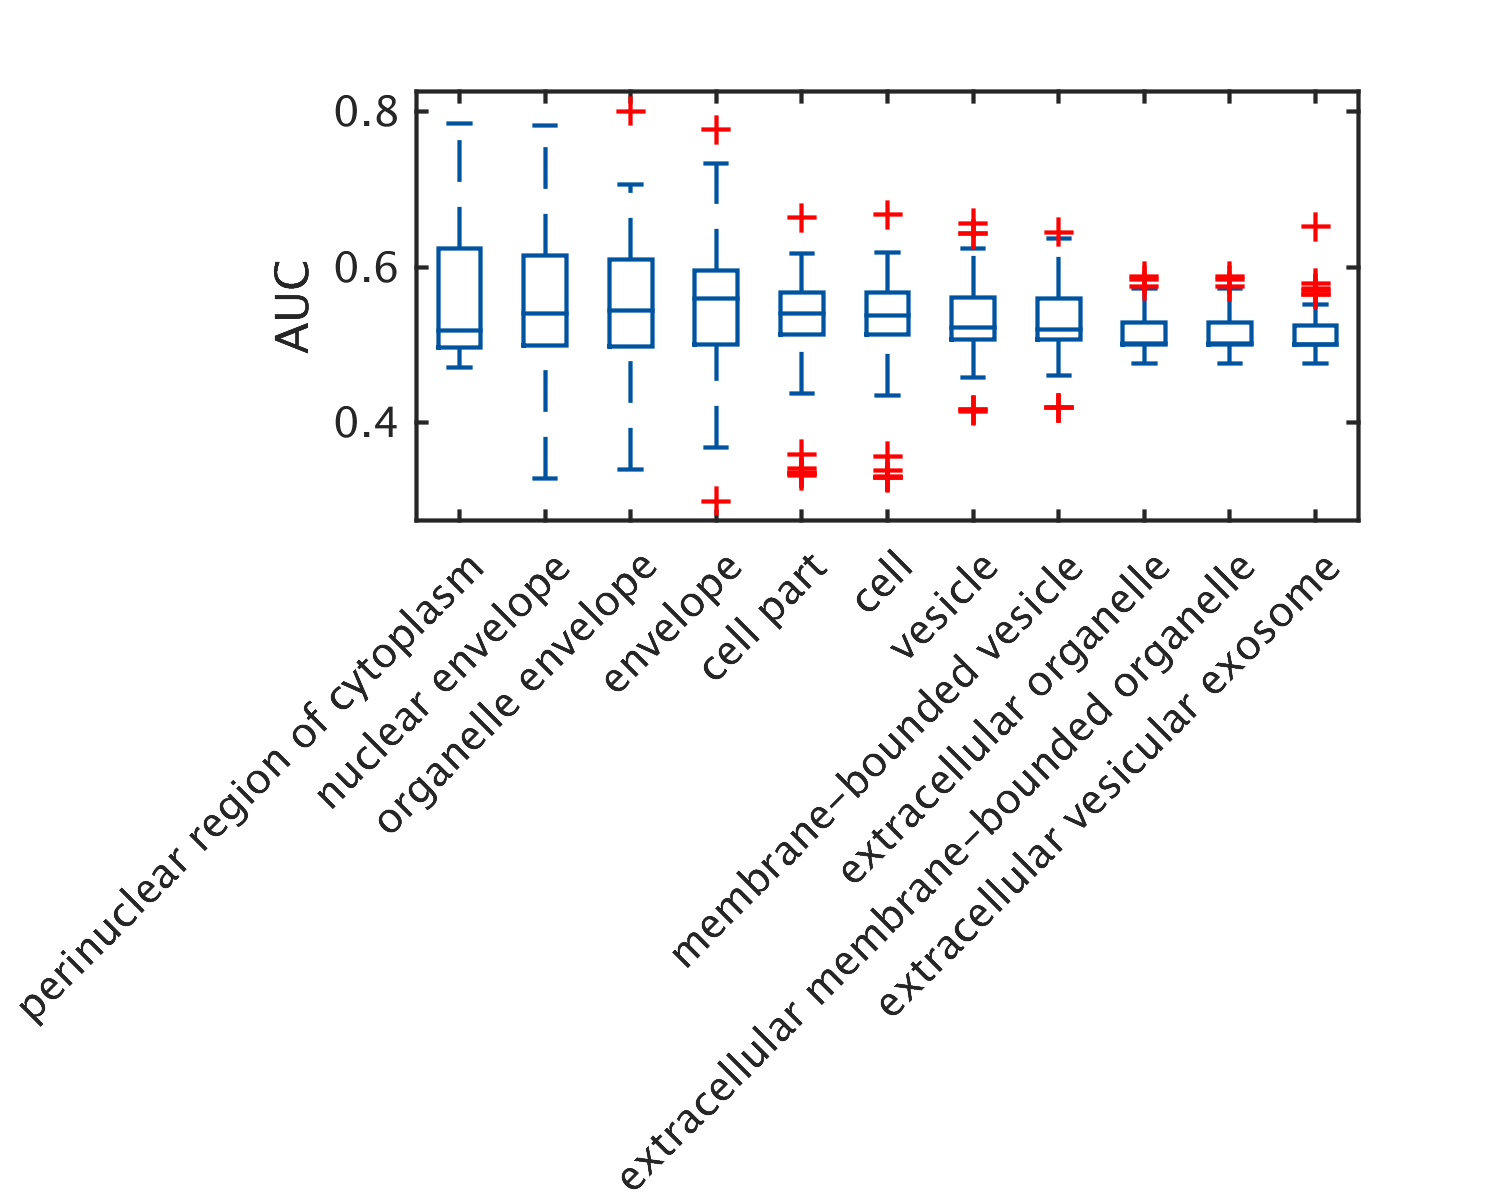 0.8
0.6
0.4
AUC
perinuclear region of cytoplasm
nuclear envelope
organelle envelope
envelope
cell part
cell
vesicle
membrane−bounded vesicle
extracellular organelle
extracellular membrane−bounded organelle
extracellular vesicular exosome